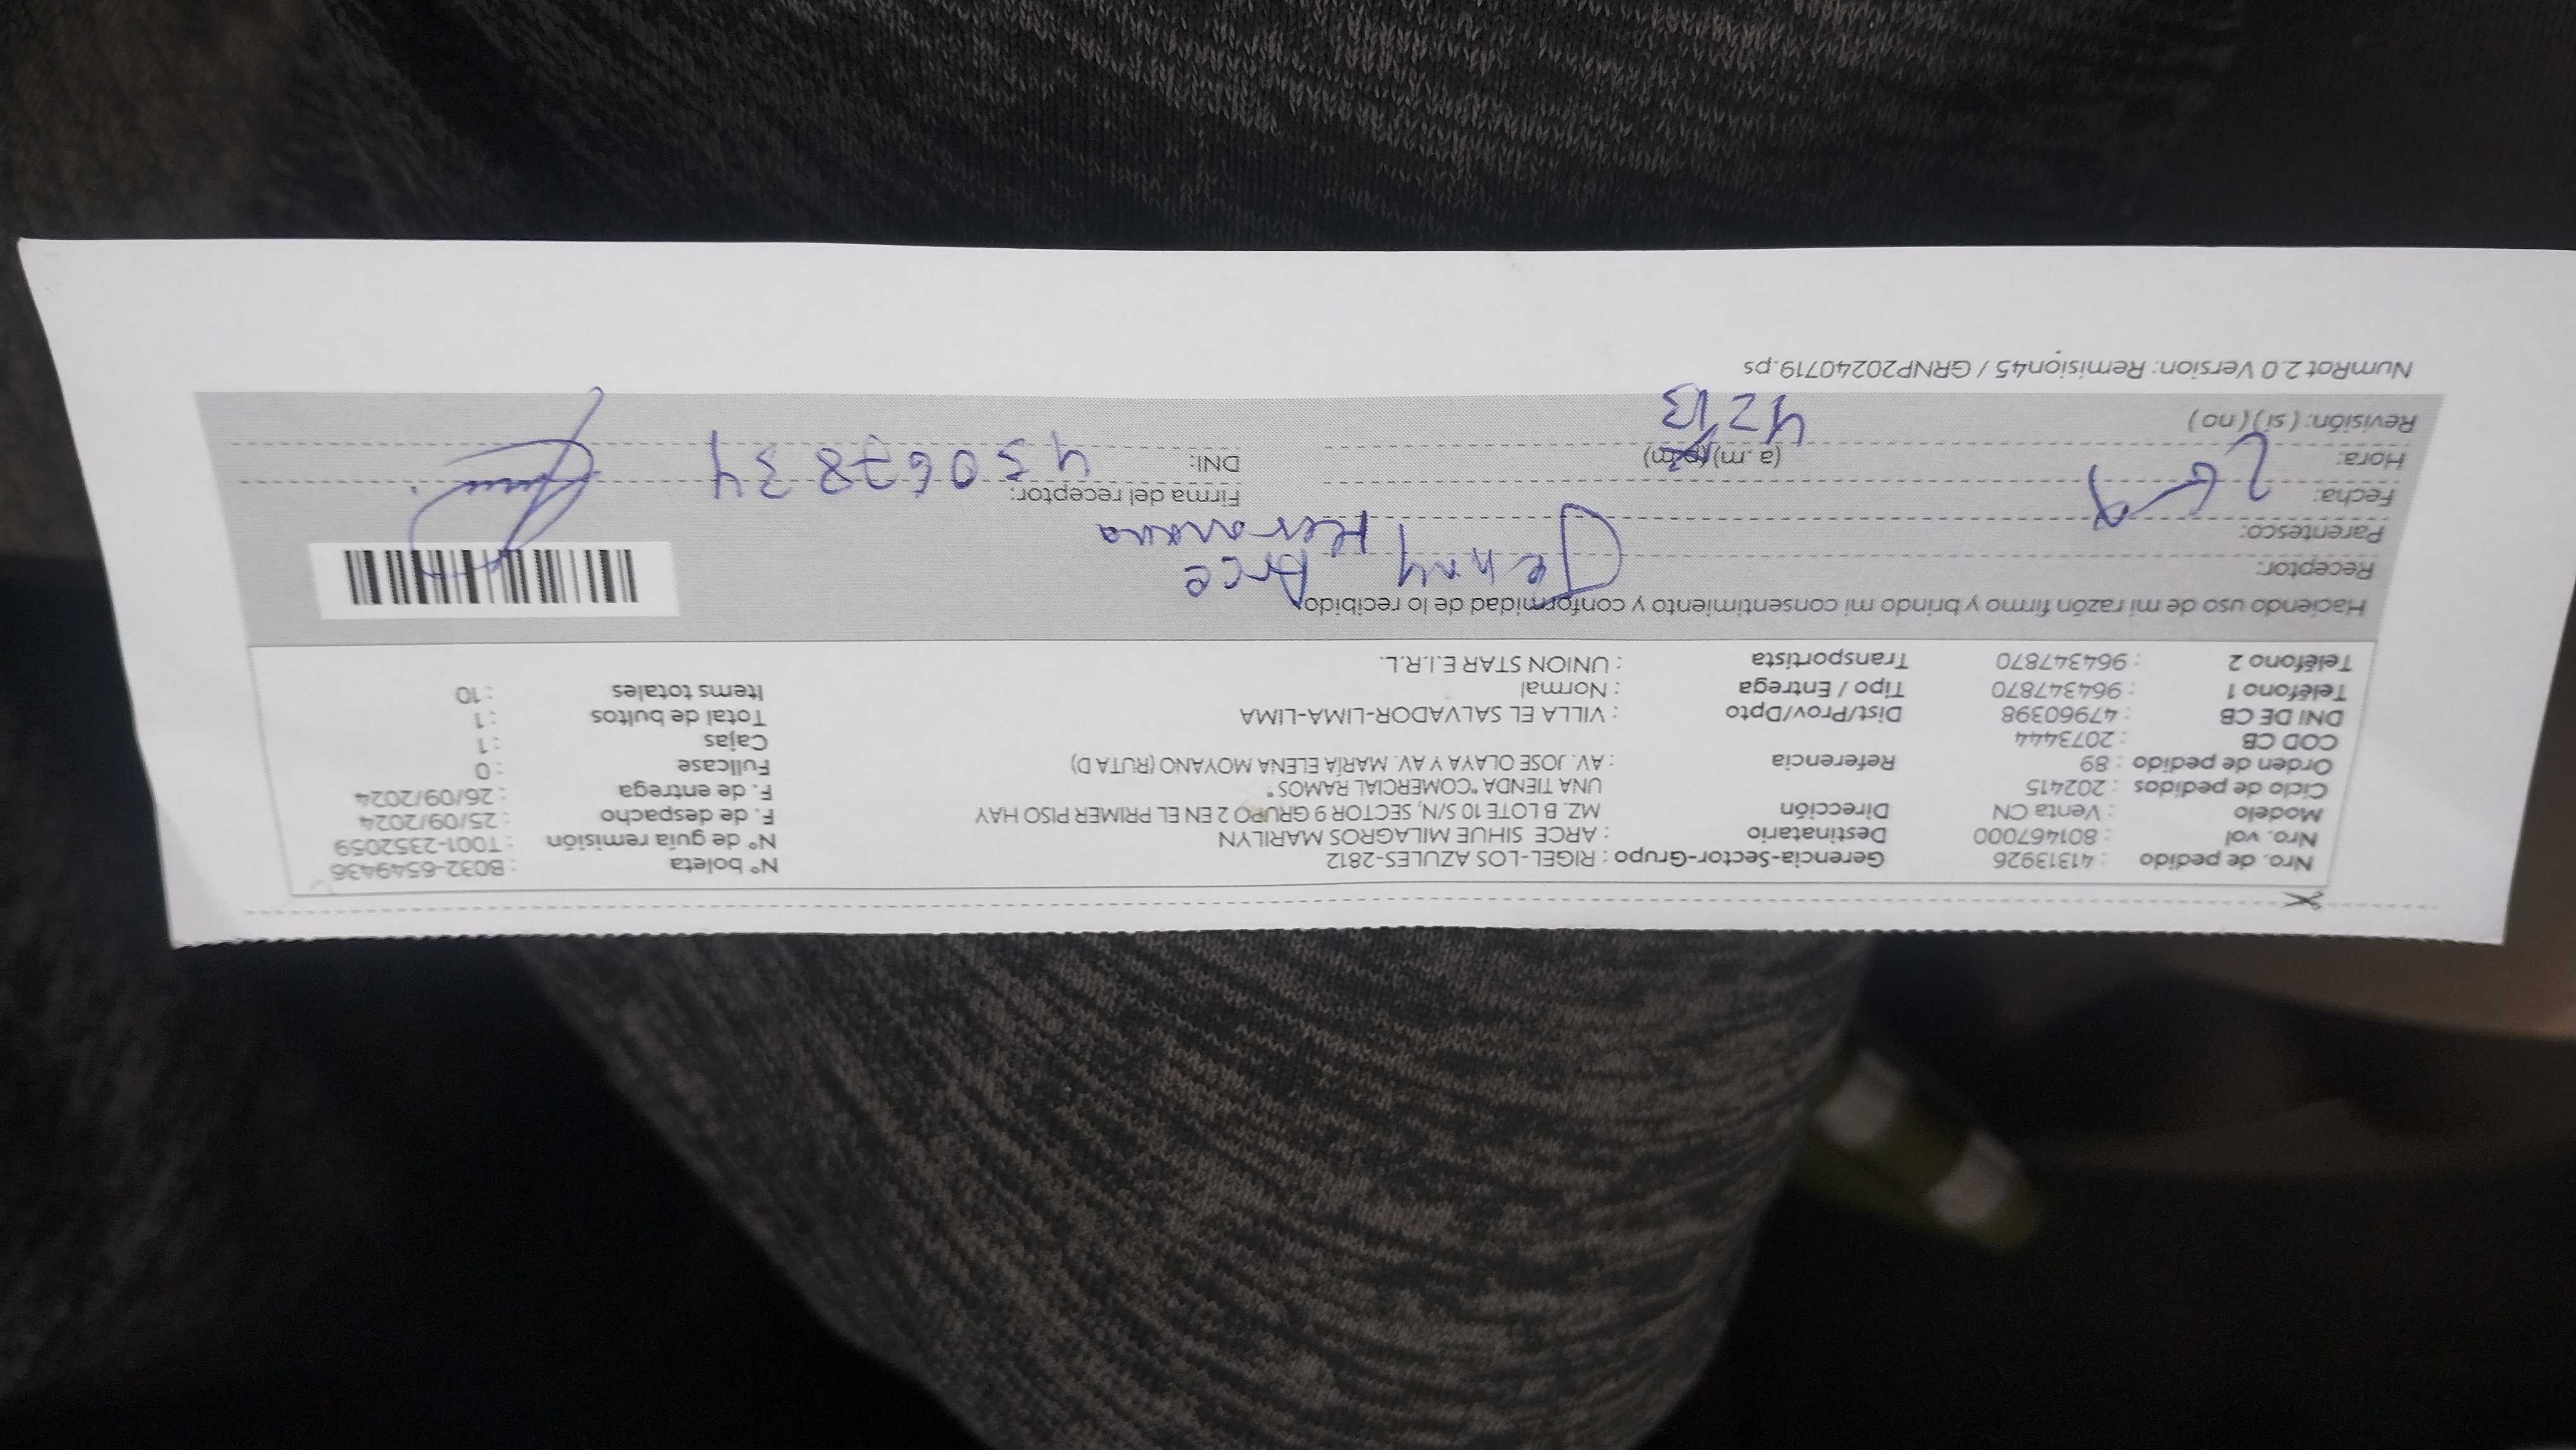 Nro. de pedido : 41313926 Gerencia-Sector-Grupo : RIGEL-LOS AZULES-2812 N° boleta : B032-6549436
Nro. vol : 801467000 Destinatario : ARCE SIHUE MILAGROS MARILYN N° de guía remisión : T001-2352059
Modelo : Venta CN Dirección MZ. B LOTE 10 S/N, SECTOR 9 GRUPO 2 EN EL PRIMER PISO HAY F. de despacho : 25/09/2024
Ciclo de pedidos : 202415 UNA TIENDA "COMERCIAL RAMOS" F. de entrega : 26/09/2024
Orden de pedido : 89 Referencia : AV. JOSE OLAYA Y AV. MARÍA ELENA MOYANO (RUTA D) Fullcase : 0
COD CB : 2073444 Cajas : 1
DNI DE CB : 47960398 Dist/Prov/Dpto : VILLA EL SALVADOR-LIMA-LIMA Total de bultos : 1
Teléfono 1 : 964347870 Tipo / Entrega : Normal Items totales : 10
Teléfono 2 : 964347870 Transportista : UNION STAR E.I.R.L.
Haciendo uso de mi razón firmo y brindo mi consentimiento y conformidad de lo recibido.
Receptor: Jenny Arce
Parentesco: Hermana
Fecha: 26-9 Firma del receptor:
Hora: (a.m) (p.m) DNI: 45067834
Revisión: ( si ) ( no )
NumRot 2.0 Version: Remision45 / GRNP20240719.ps